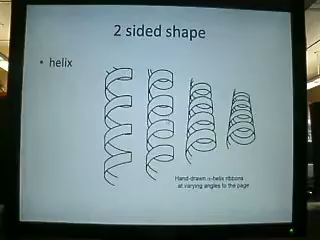 2 sided shape
• helix
Hand-drawn α-helix ribbons
at varying angles to the page